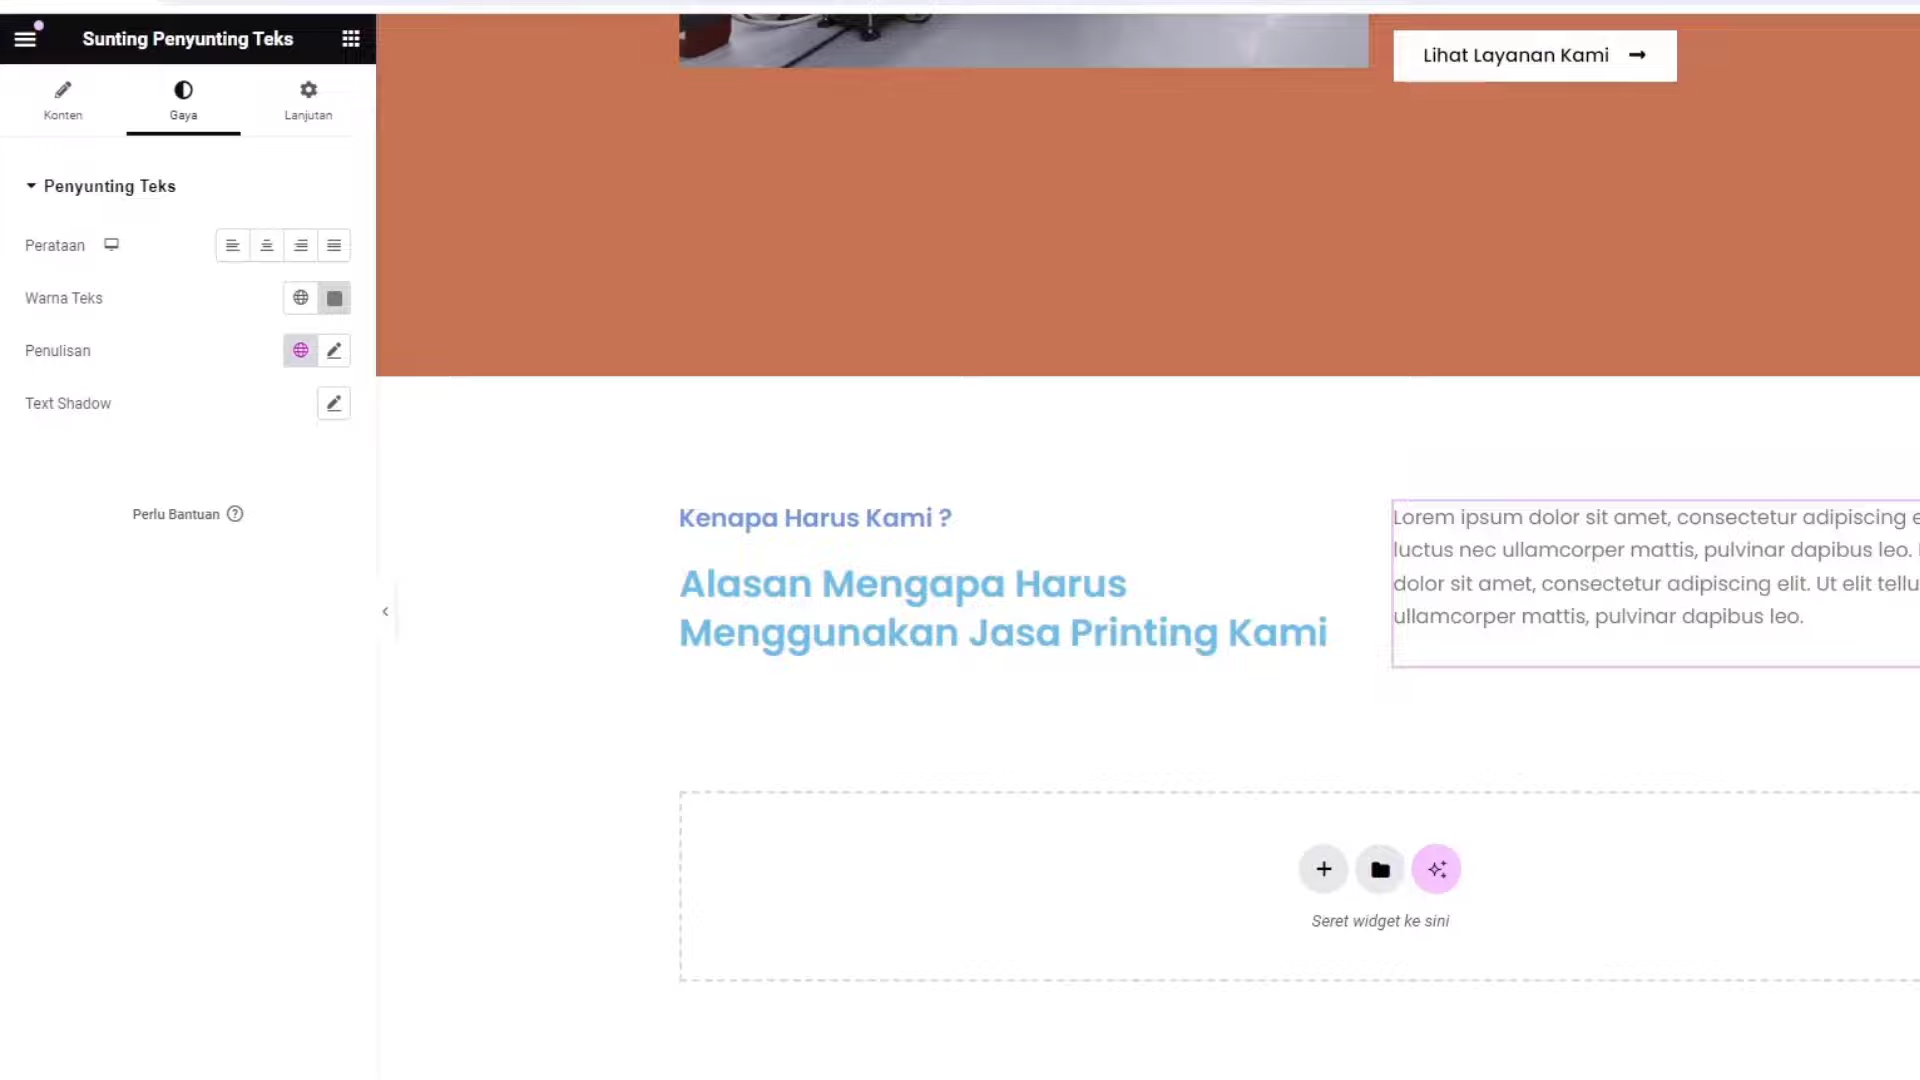 Sunting Penyunting Teks
Konten
Gaya
Lanjutan
Penyunting Teks
Perataan
Warna Teks
Penulisan
Text Shadow
Perlu Bantuan
Lihat Layanan Kami
Kenapa Harus Kami ?
Alasan Mengapa Harus
Menggunakan Jasa Printing Kami
Lorem ipsum dolor sit amet, consectetur adipiscing
luctus nec ullamcorper mattis, pulvinar dapibus leo.
dolor sit amet, consectetur adipiscing elit. Ut elit tellu
ullamcorper mattis, pulvinar dapibus leo.
Seret widget ke sini